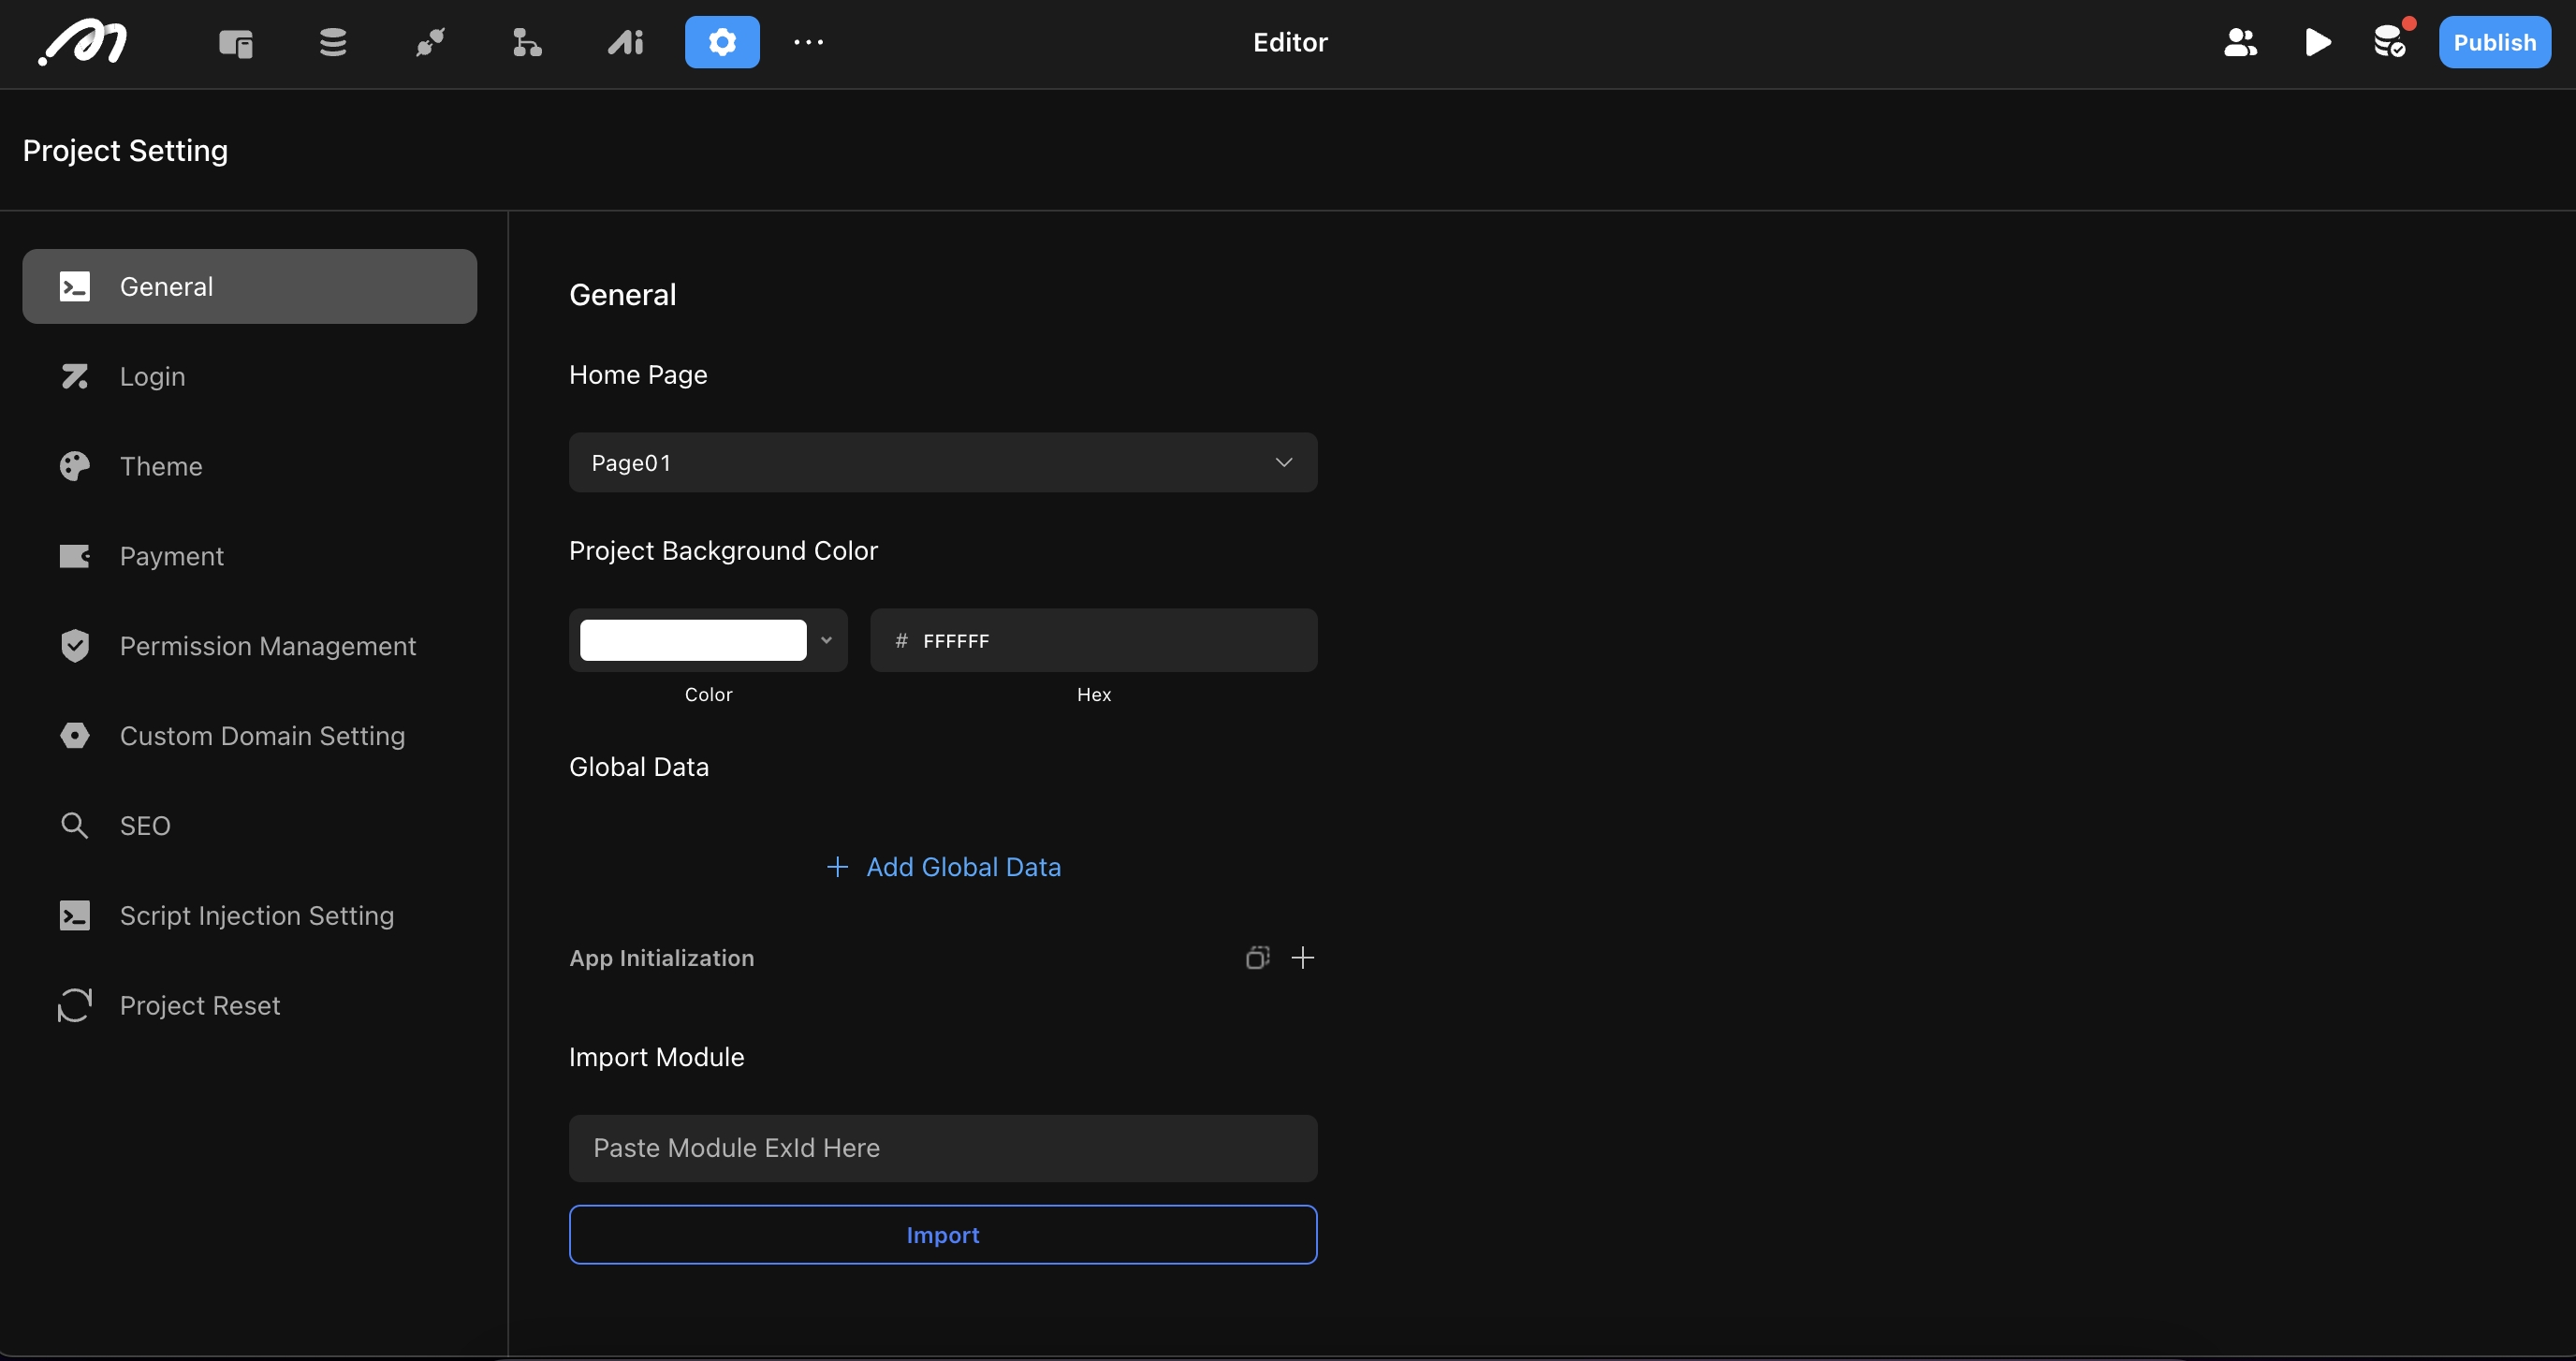 Editor
Publish
Project Setting
General
Login
Theme
Payment
Permission Management
Custom Domain Setting
SEO
Script Injection Setting
Project Reset
General
Home Page
Page01
Project Background Color
# FFFFFF
Color
Hex
Global Data
+ Add Global Data
App Initialization
Import Module
Paste Module ExId Here
Import